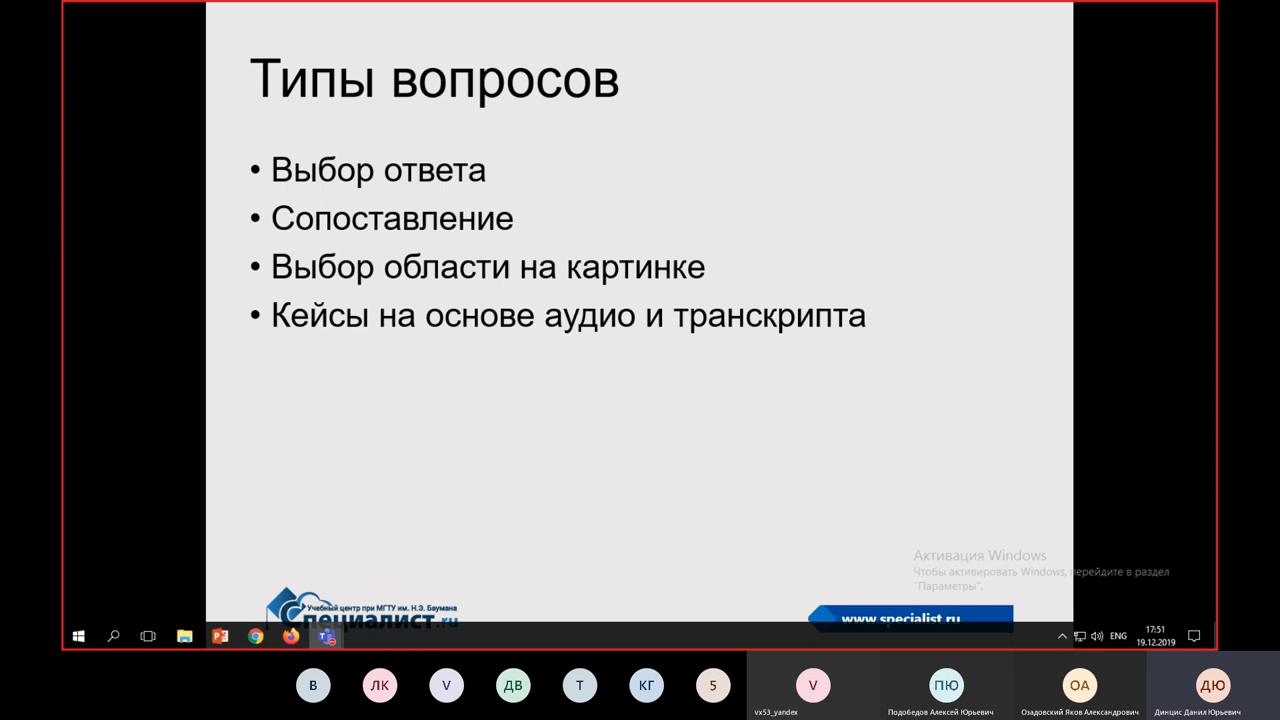 Типы вопросов
• Выбор ответа
• Сопоставление
• Выбор области на картинке
• Кейсы на основе аудио и транскрипта
Активация Windows
Чтобы активировать Windows, перейдите в раздел
"Параметры".
Учебный центр при МГТУ им. Н.Э. Баумана
Специалист.ru
www.specialist.ru
ENG
17:51
19.12.2019
В
ЛК
V
ДВ
Т
КГ
5
V
ПЮ
ОА
ДЮ
vx53_yandex
Подобедов Алексей Юрьевич
Озадовский Яков Александрович
Динцис Данил Юрьевич